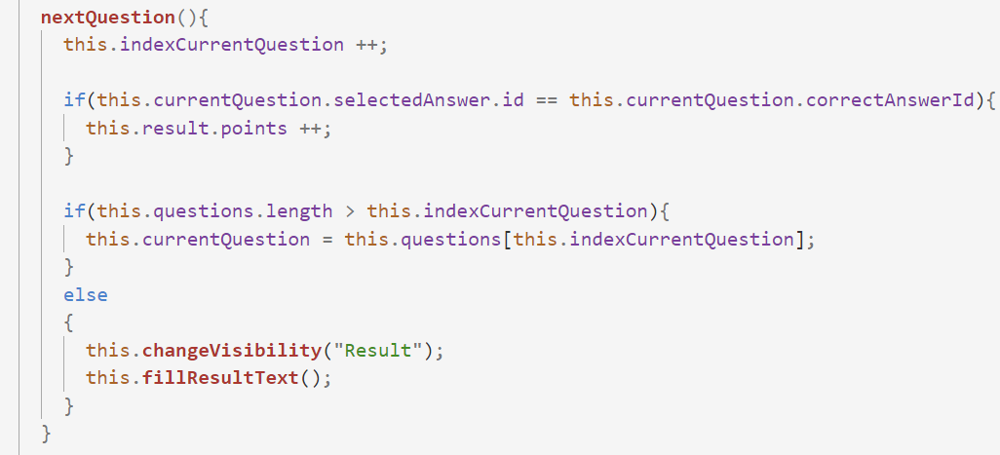 nextQuestion(){
this.indexCurrentQuestion ++;
if(this.currentQuestion.selectedAnswer.id == this.currentQuestion.correctAnswerId){
this.result.points ++;
}
if(this.questions.length > this.indexCurrentQuestion){
this.currentQuestion = this.questions[this.indexCurrentQuestion];
}
else
{
this.changeVisibility("Result");
this.fillResultText();
}
}